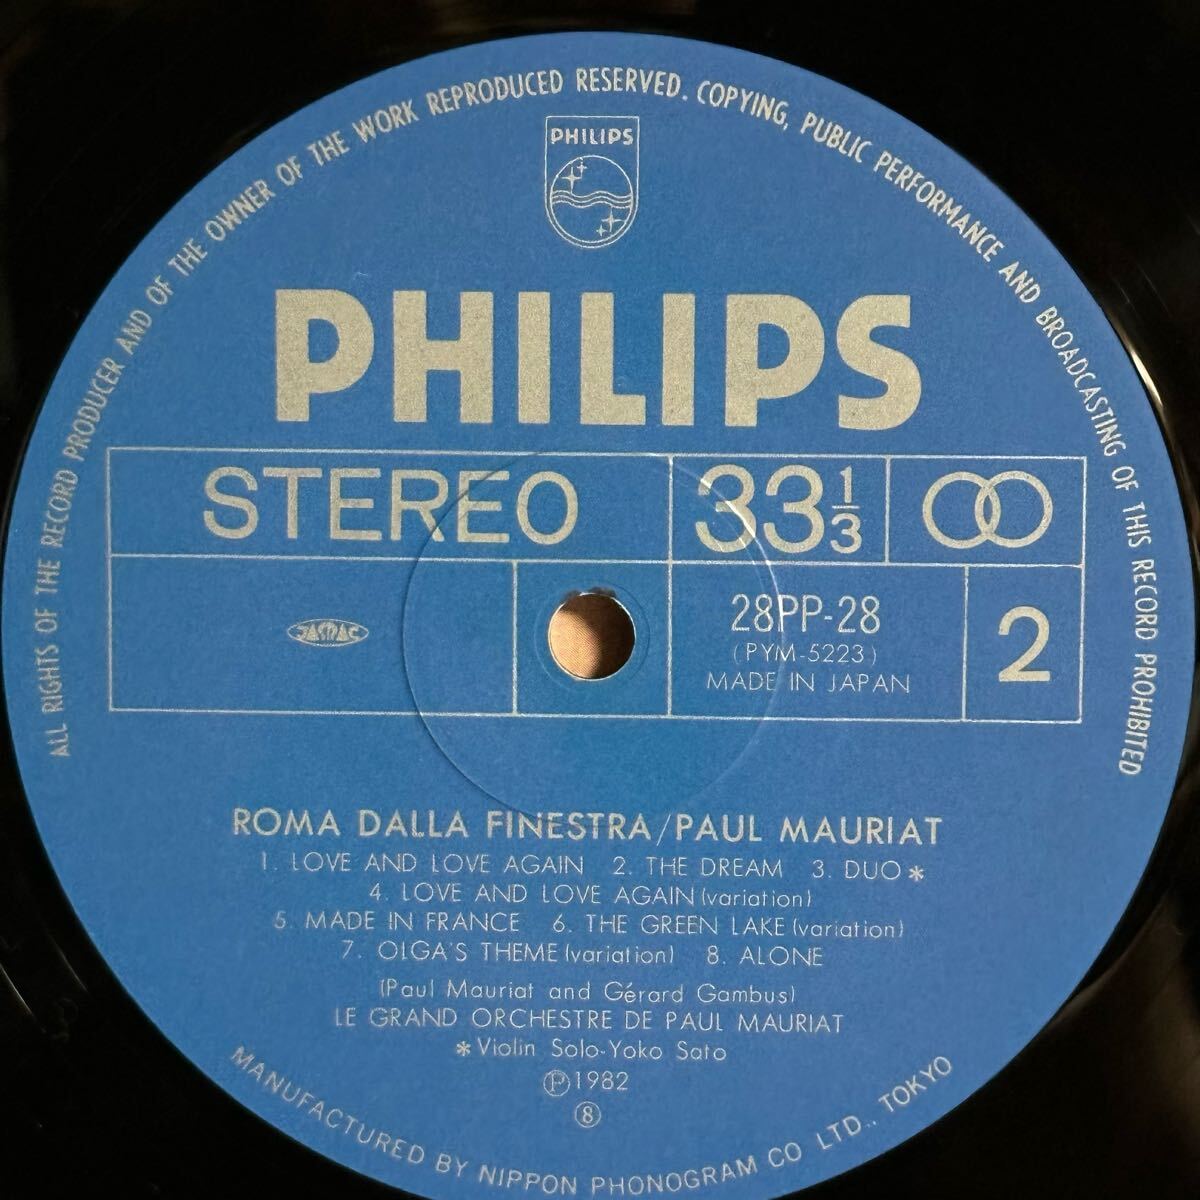 ALL RIGHTS OF THE RECORD PRODUCER AND OF THE OWNER OF THE WORK REPRODUCED RESERVED. COPYING, PUBLIC PERFORMANCE AND BROADCASTING OF THIS RECORD PROHIBITED
PHILIPS
PHILIPS
STEREO
33 1/3
JASRAC
28PP-28
(PYM-5223)
MADE IN JAPAN
2
ROMA DALLA FINESTRA/PAUL MAURIAT
1. LOVE AND LOVE AGAIN 2. THE DREAM 3. DUO*
4. LOVE AND LOVE AGAIN (variation)
5. MADE IN FRANCE 6. THE GREEN LAKE (variation)
7. OLGA'S THEME (variation) 8. ALONE
(Paul Mauriat and Gérard Gambus)
LE GRAND ORCHESTRE DE PAUL MAURIAT
*Violin Solo-Yoko Sato
Ⓟ1982
⑧
MANUFACTURED BY NIPPON PHONOGRAM CO LTD., TOKYO